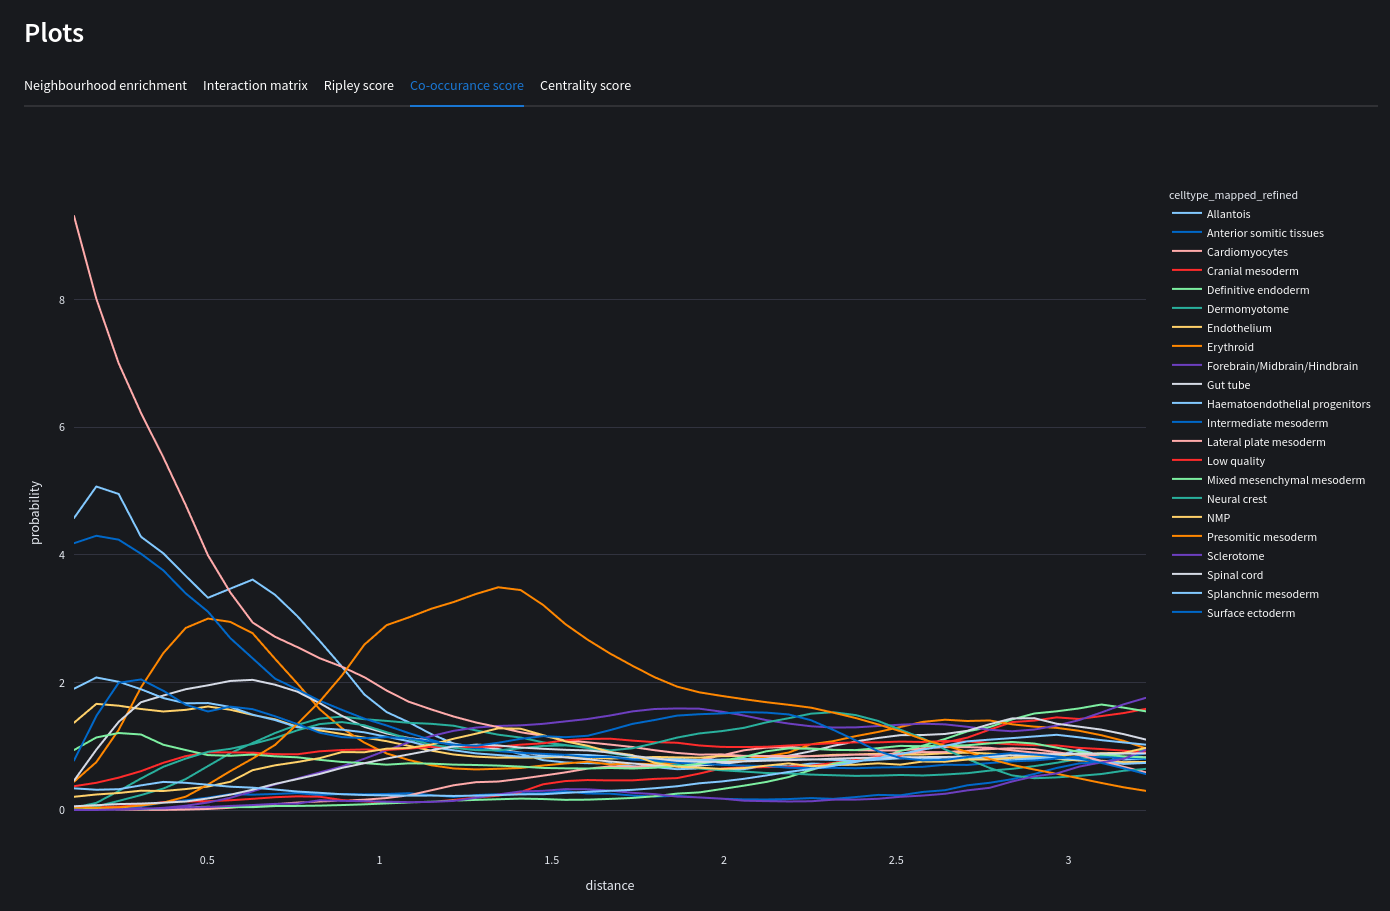 Plots
Neighbourhood enrichment Interaction matrix Ripley score Co-occurance score Centrality score
celltype_mapped_refined
Allantois
Anterior somitic tissues
Cardiomyocytes
Cranial mesoderm
Definitive endoderm
Dermomyotome
Endothelium
Erythroid
Forebrain/Midbrain/Hindbrain
Gut tube
Haematoendothelial progenitors
Intermediate mesoderm
Lateral plate mesoderm
Low quality
Mixed mesenchymal mesoderm
Neural crest
NMP
Presomitic mesoderm
Sclerotome
Spinal cord
Splanchnic mesoderm
Surface ectoderm
probability
8
6
4
2
0
0.5 1 1.5 2 2.5 3
distance